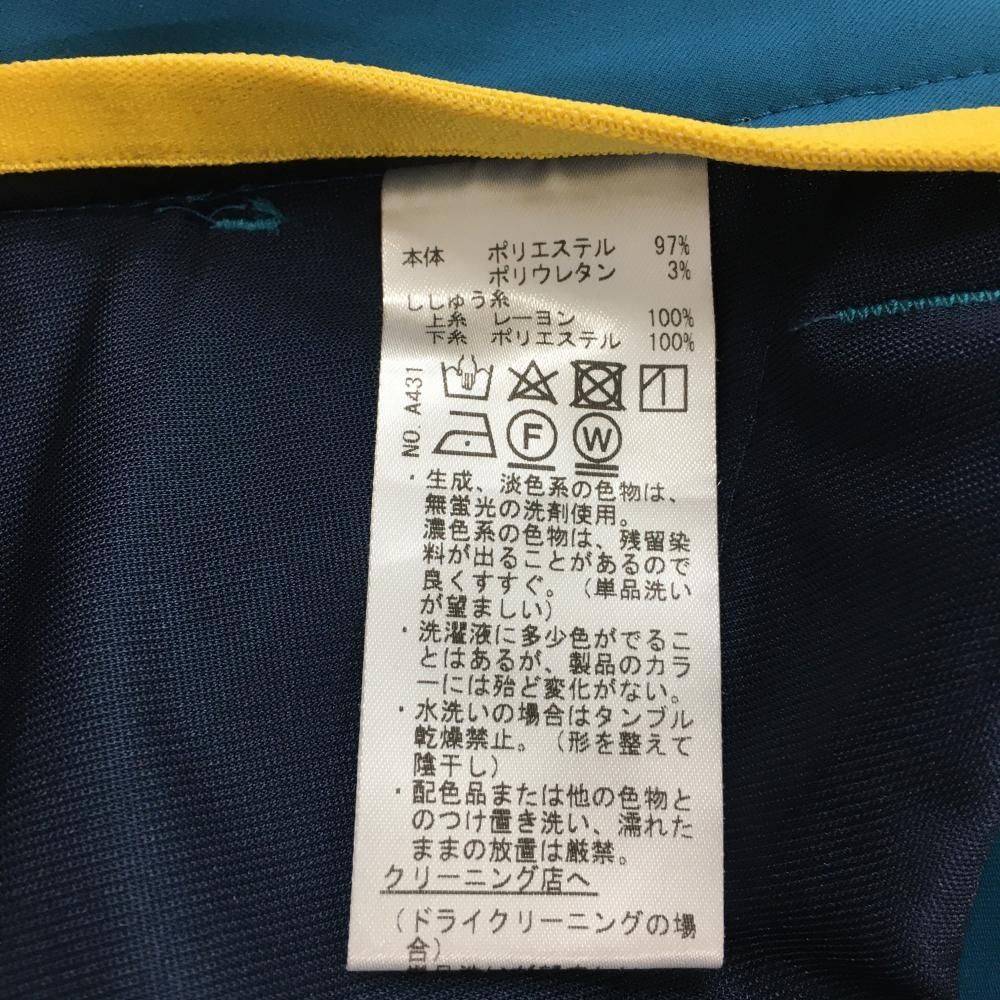 本体 ポリエステル 97%
ポリウレタン 3%
ししゅう糸
上糸 レーヨン 100%
下糸 ポリエステル 100%
NO. A431
F W
・生成、淡色系の色物は、
無蛍光の洗剤使用。
濃色系の色物は、残留染
料が出ることがあるので
良くすすぐ。（単品洗い
が望ましい）
・洗濯液に多少色がでるこ
とはあるが、製品のカラ
ーには殆ど変化がない。
・水洗いの場合はタンブル
乾燥禁止。（形を整えて
陰干し）
・配色品または他の色物と
のつけ置き洗い、濡れた
ままの放置は厳禁。
クリーニング店へ
（ドライクリーニングの場
合）